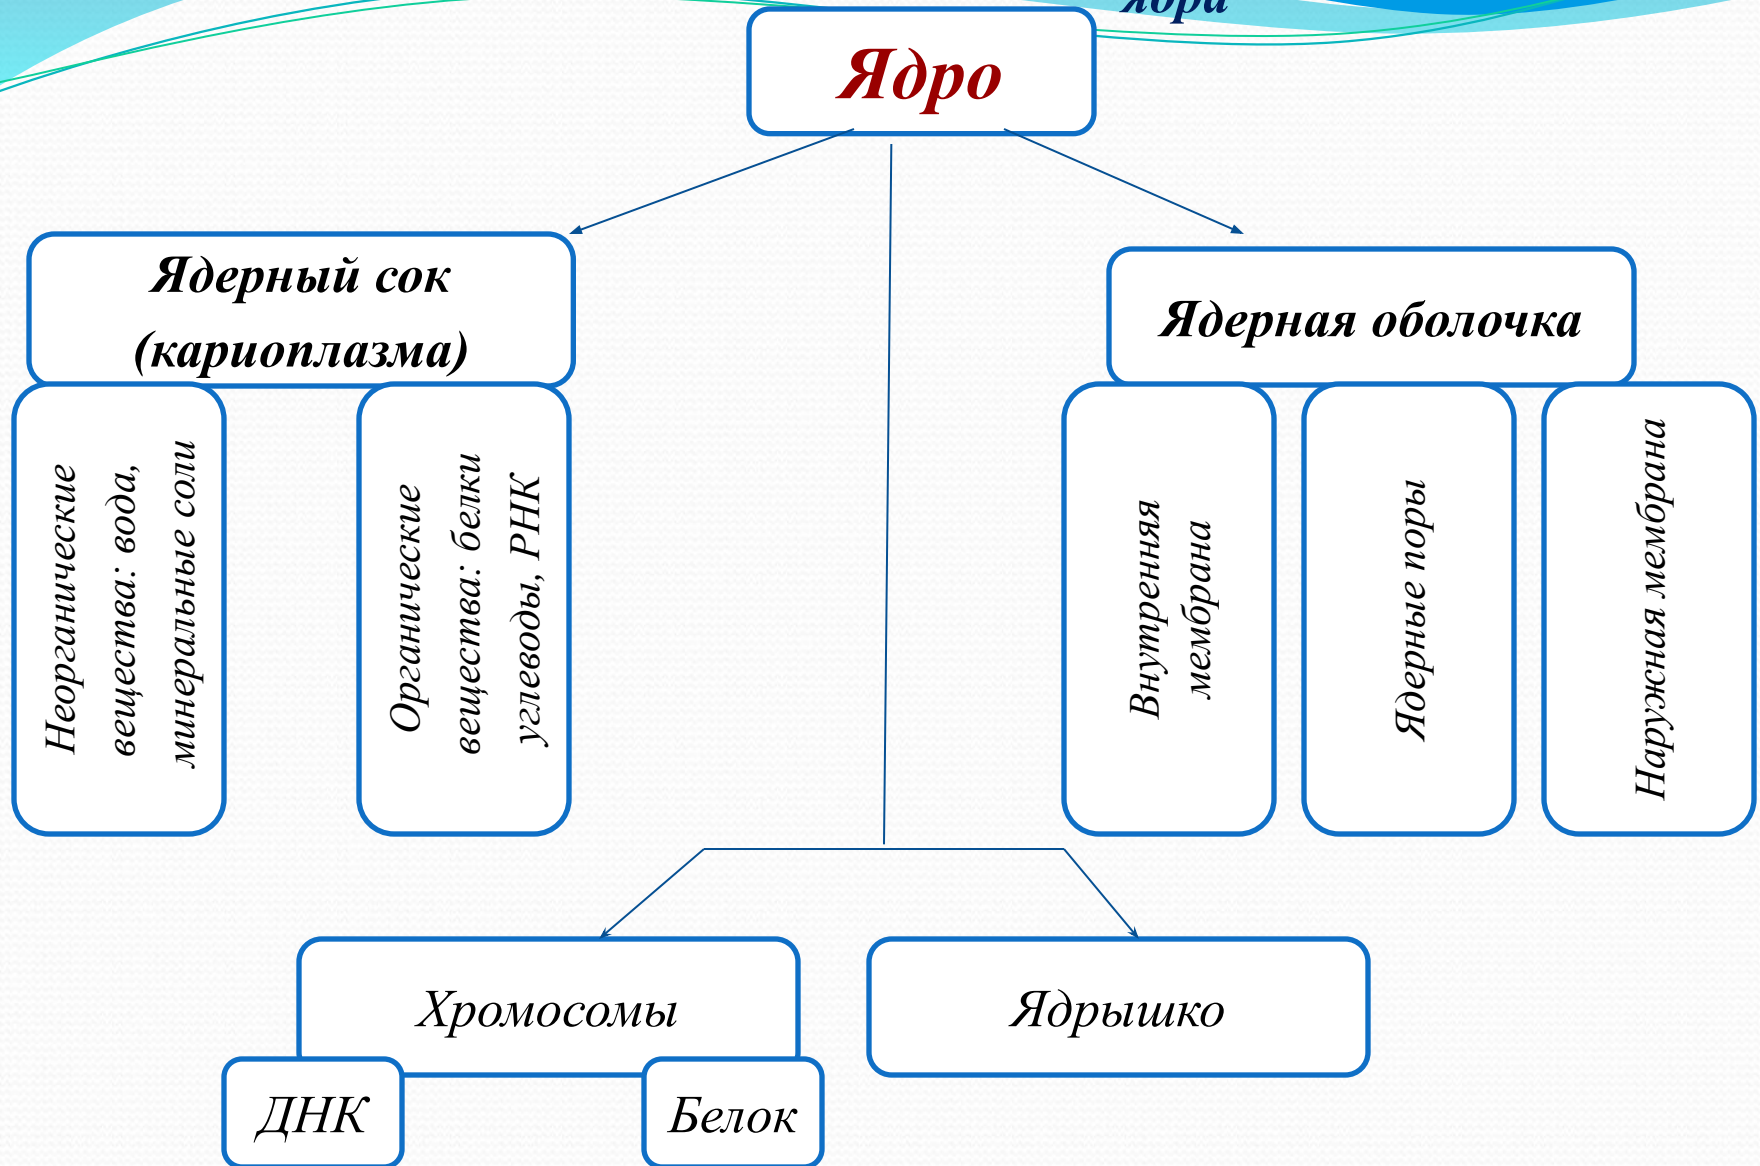 ядра
Ядро
Ядерный сок
(кариоплазма)
Ядерная оболочка
Неорганические
вещества: вода,
минеральные соли
Органические
вещества: белки
углеводы, РНК
Внутренняя
мембрана
Ядерные поры
Наружная мембрана
Хромосомы
Ядрышко
ДНК
Белок